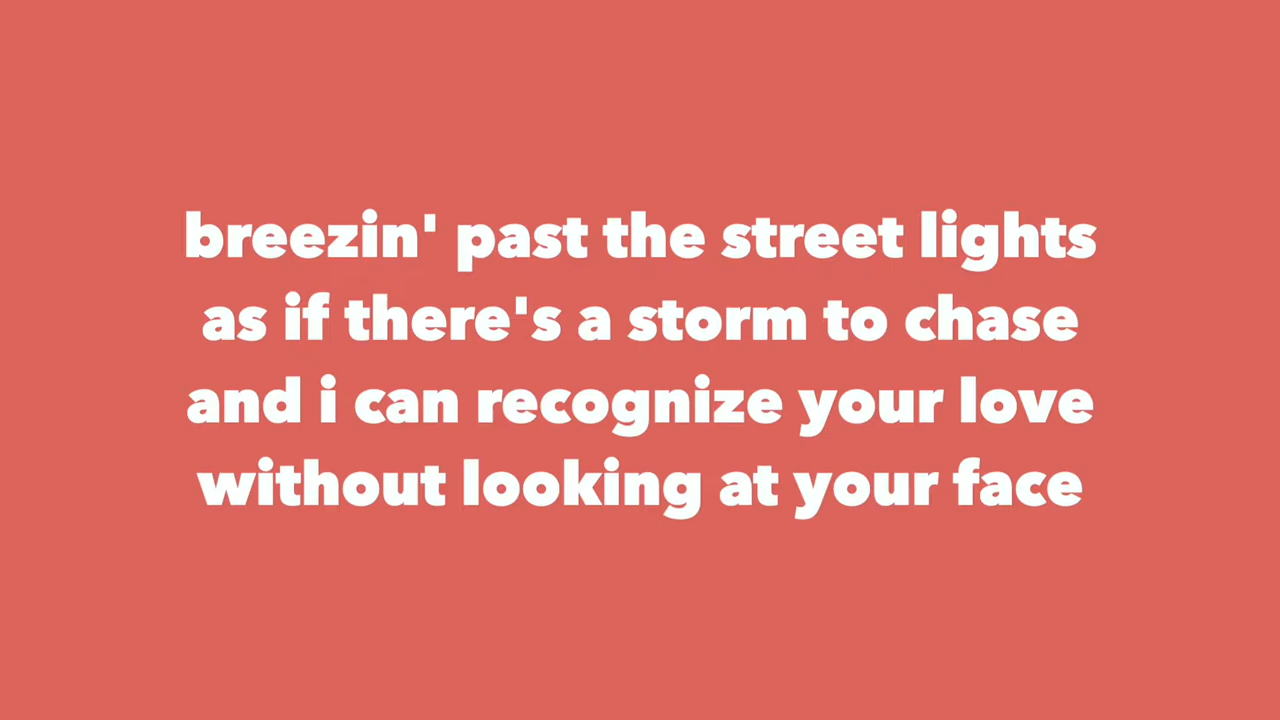 breezin' past the street lights
as if there's a storm to chase
and i can recognize your love
without looking at your face